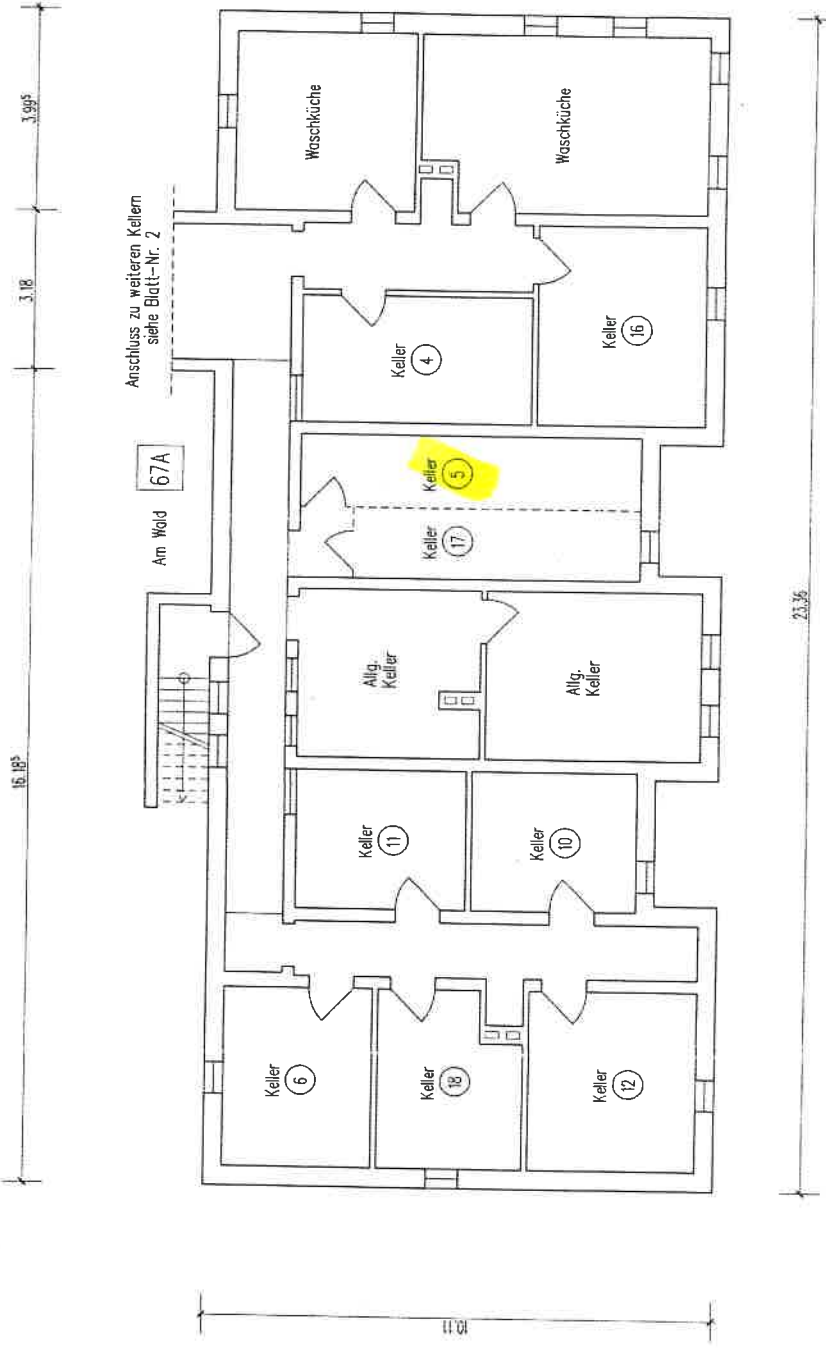 16.18⁵
3.18
3.99⁵
Anschluss zu weiteren Kellern
siehe Blatt-Nr. 2
Am Wald
67A
Waschküche
Waschküche
Keller
4
Keller
16
Keller
5
Keller
17
Allg.
Keller
Allg.
Keller
Keller
11
Keller
10
Keller
6
Keller
18
Keller
12
10.11
23.36